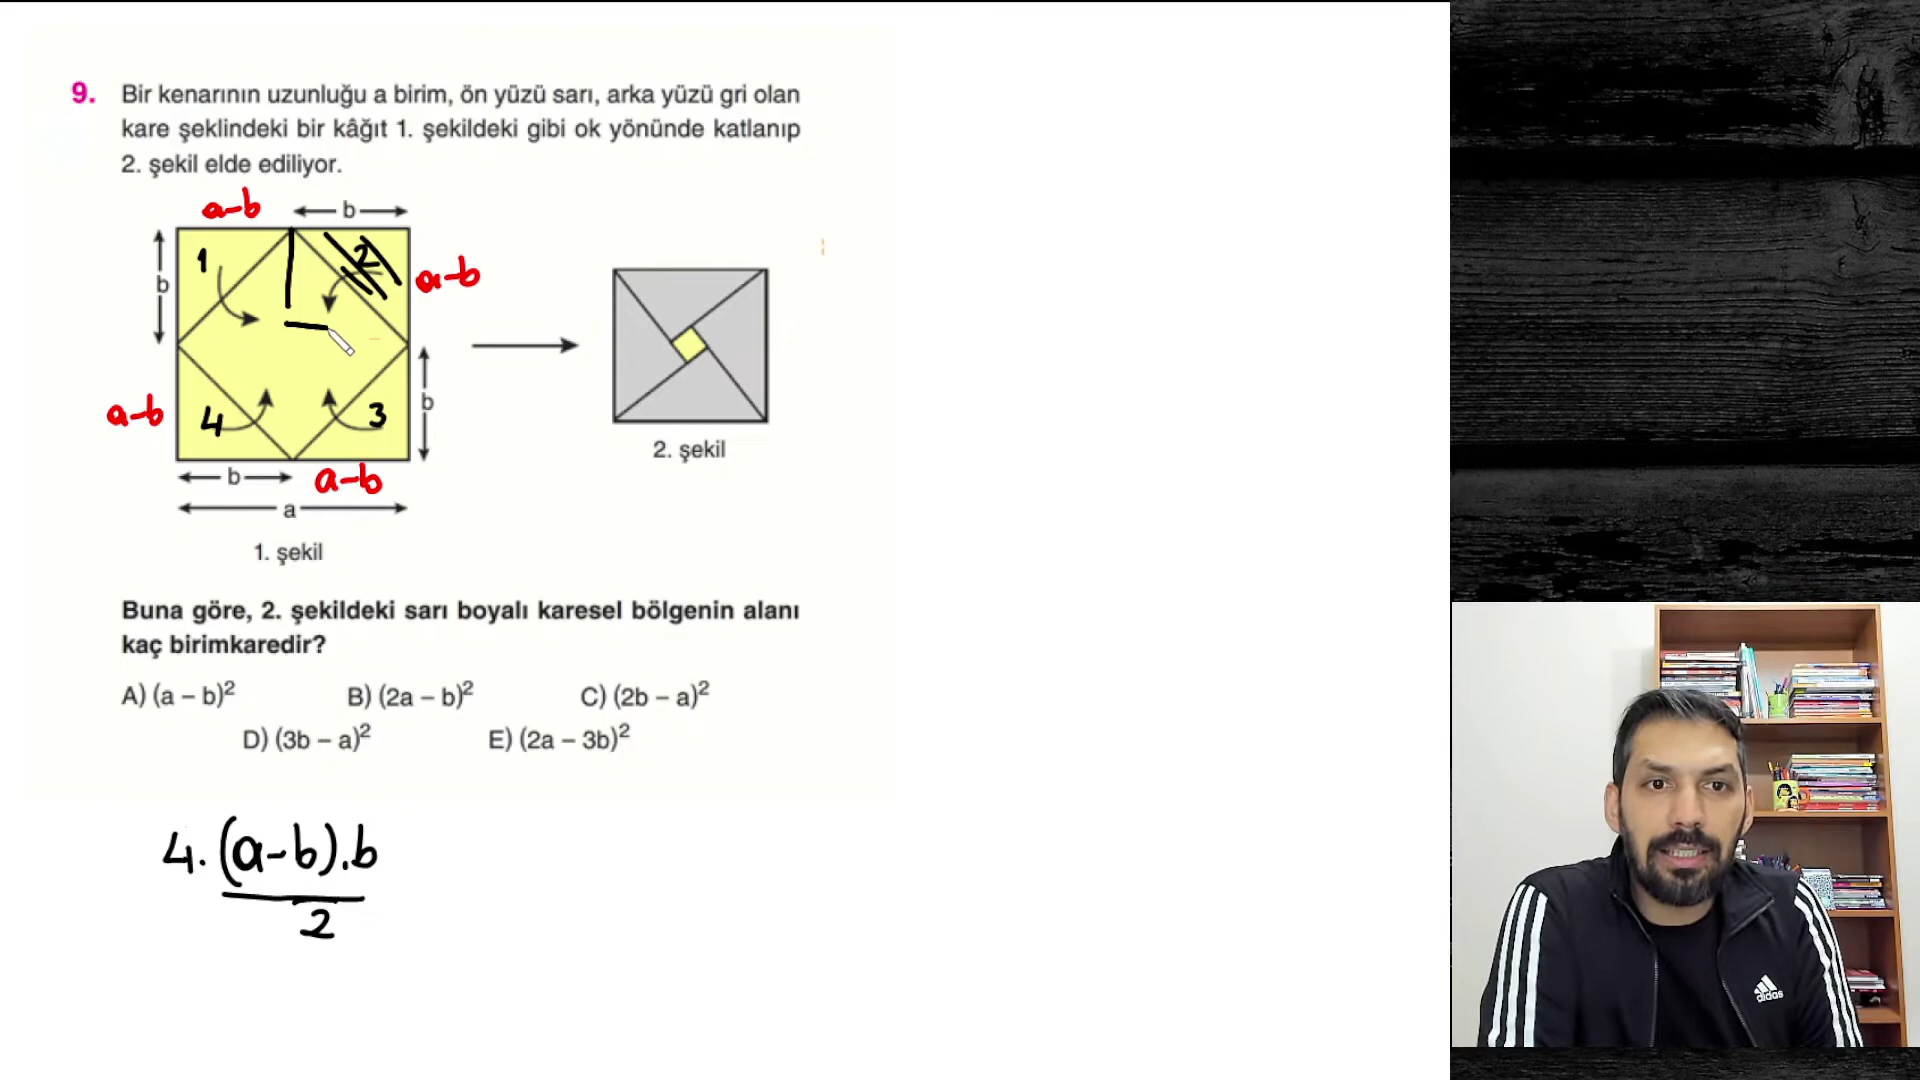 9. Bir kenarının uzunluğu a birim, ön yüzü sarı, arka yüzü gri olan
kare şeklindeki bir kâğıt 1. şekildeki gibi ok yönünde katlanıp
2. şekil elde ediliyor.
a-b
b
b
1
2
a-b
a-b
4
3
b
b
a-b
a
1. şekil
2. şekil
Buna göre, 2. şekildeki sarı boyalı karesel bölgenin alanı
kaç birimkaredir?
A) (a – b)²
B) (2a – b)²
C) (2b – a)²
D) (3b – a)²
E) (2a – 3b)²
4. (a-b).b
2
adidas